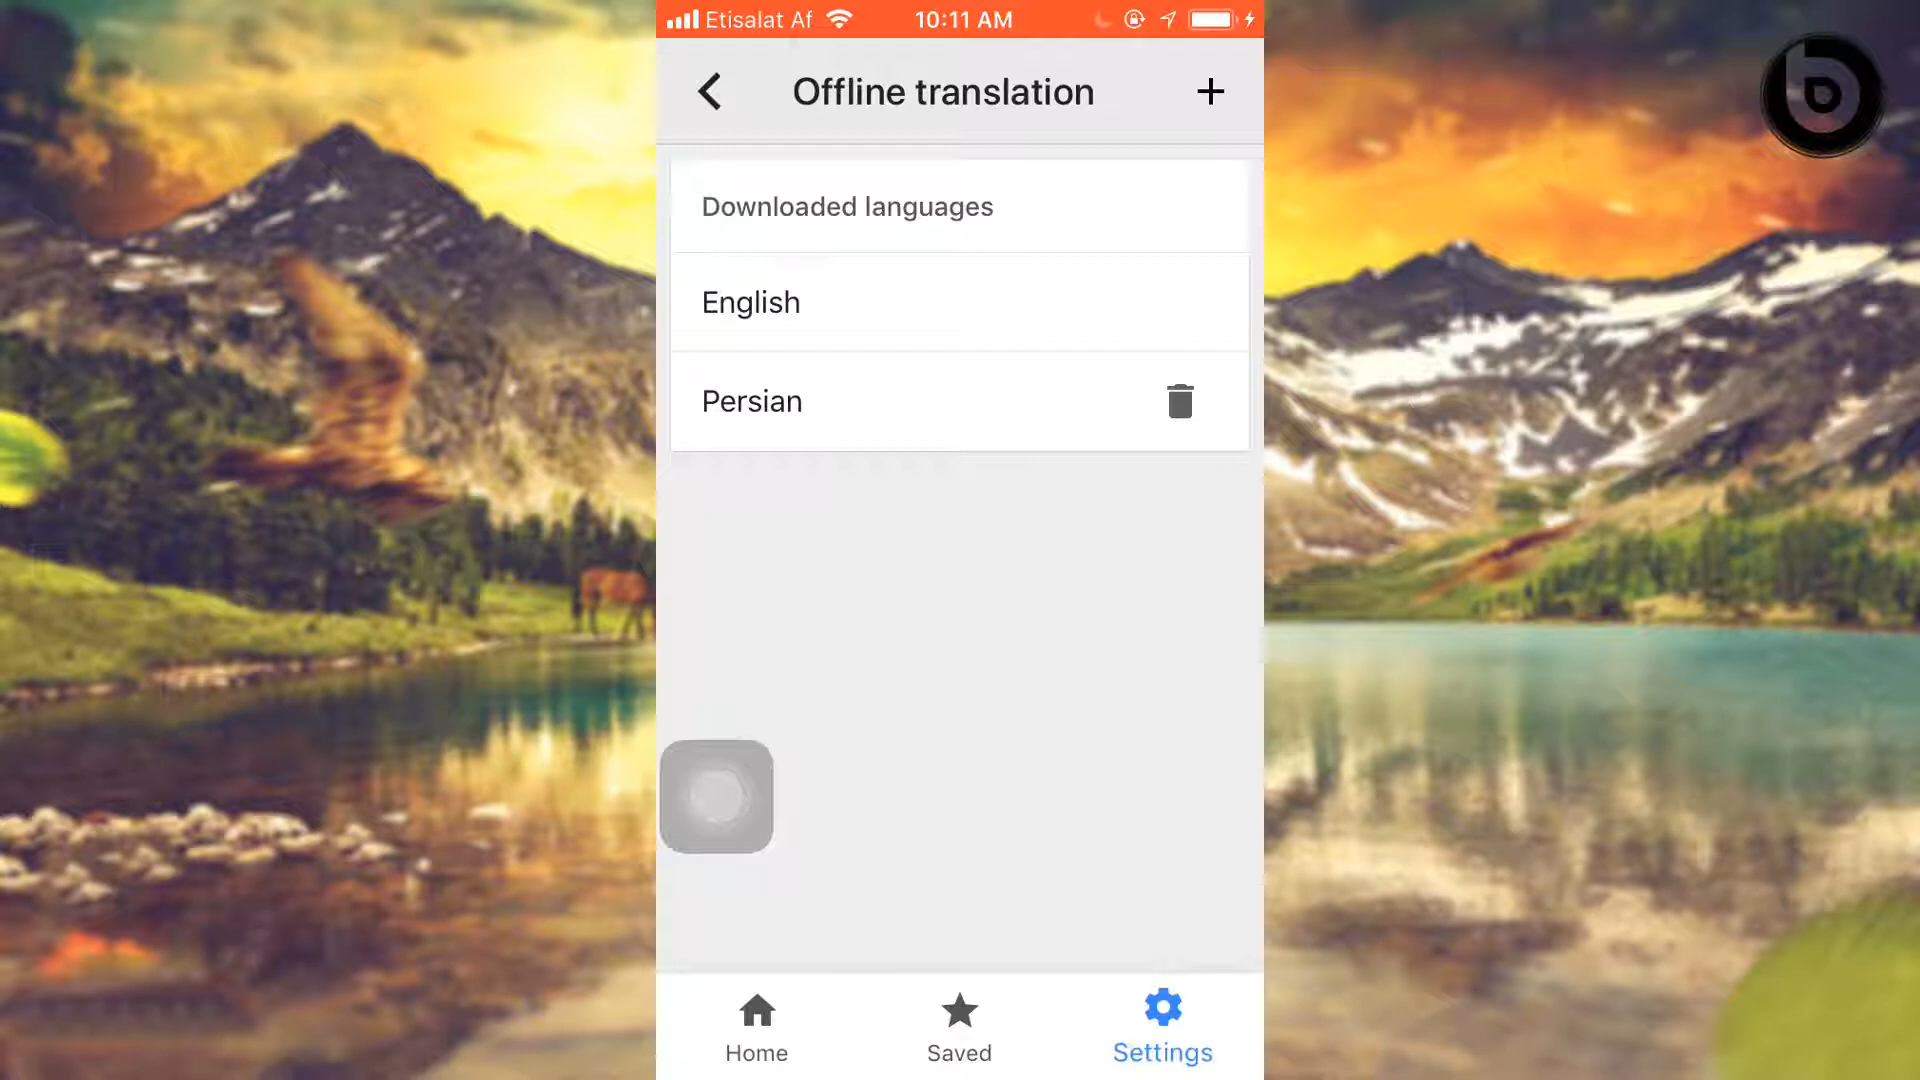 Etisalat Af 10:11 AM
Offline translation
Downloaded languages
English
Persian
Home Saved Settings